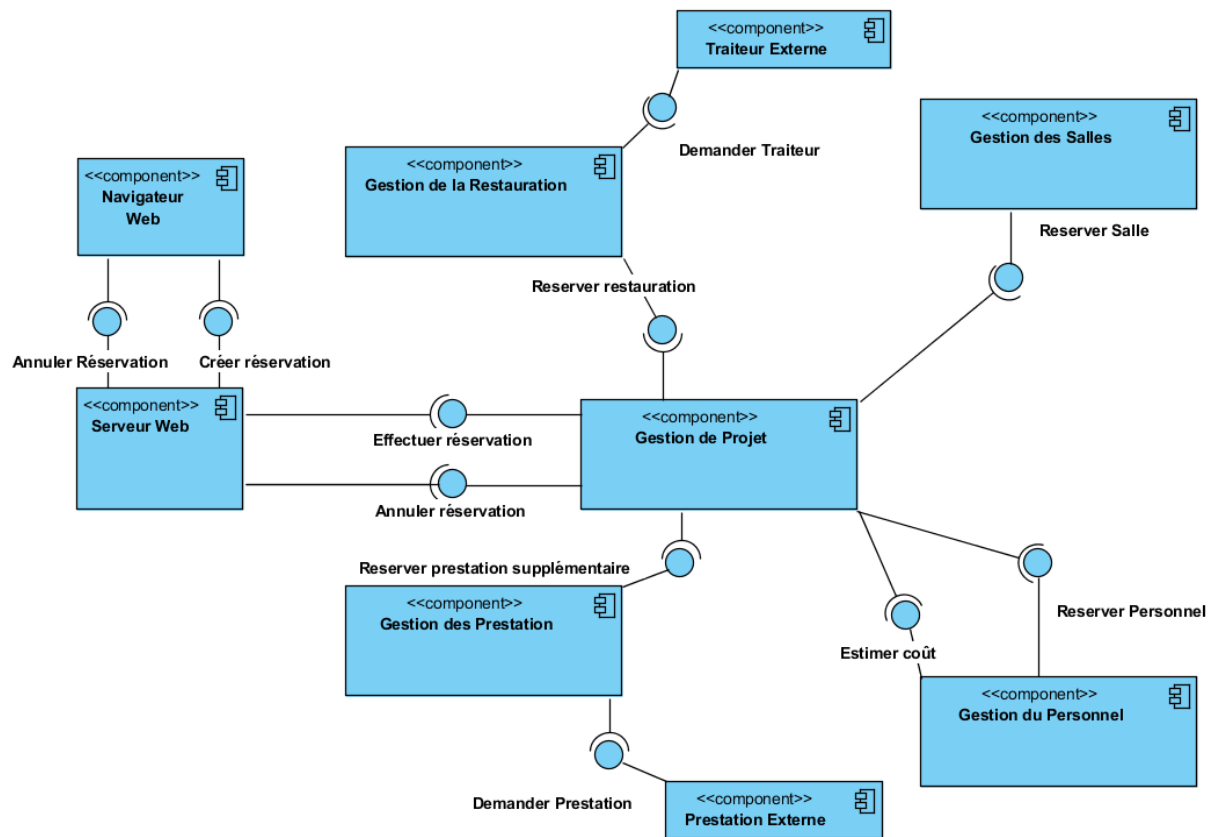 <<component>>
Traiteur Externe
<<component>>
Gestion des Salles
Demander Traiteur
<<component>>
Gestion de la Restauration
<<component>>
Navigateur
Web
Reserver Salle
Reserver restauration
Annuler Réservation
Créer réservation
<<component>>
Serveur Web
<<component>>
Gestion de Projet
Effectuer réservation
Annuler réservation
Reserver prestation supplémentaire
<<component>>
Gestion des Prestation
Reserver Personnel
Estimer coût
<<component>>
Gestion du Personnel
Demander Prestation
<<component>>
Prestation Externe